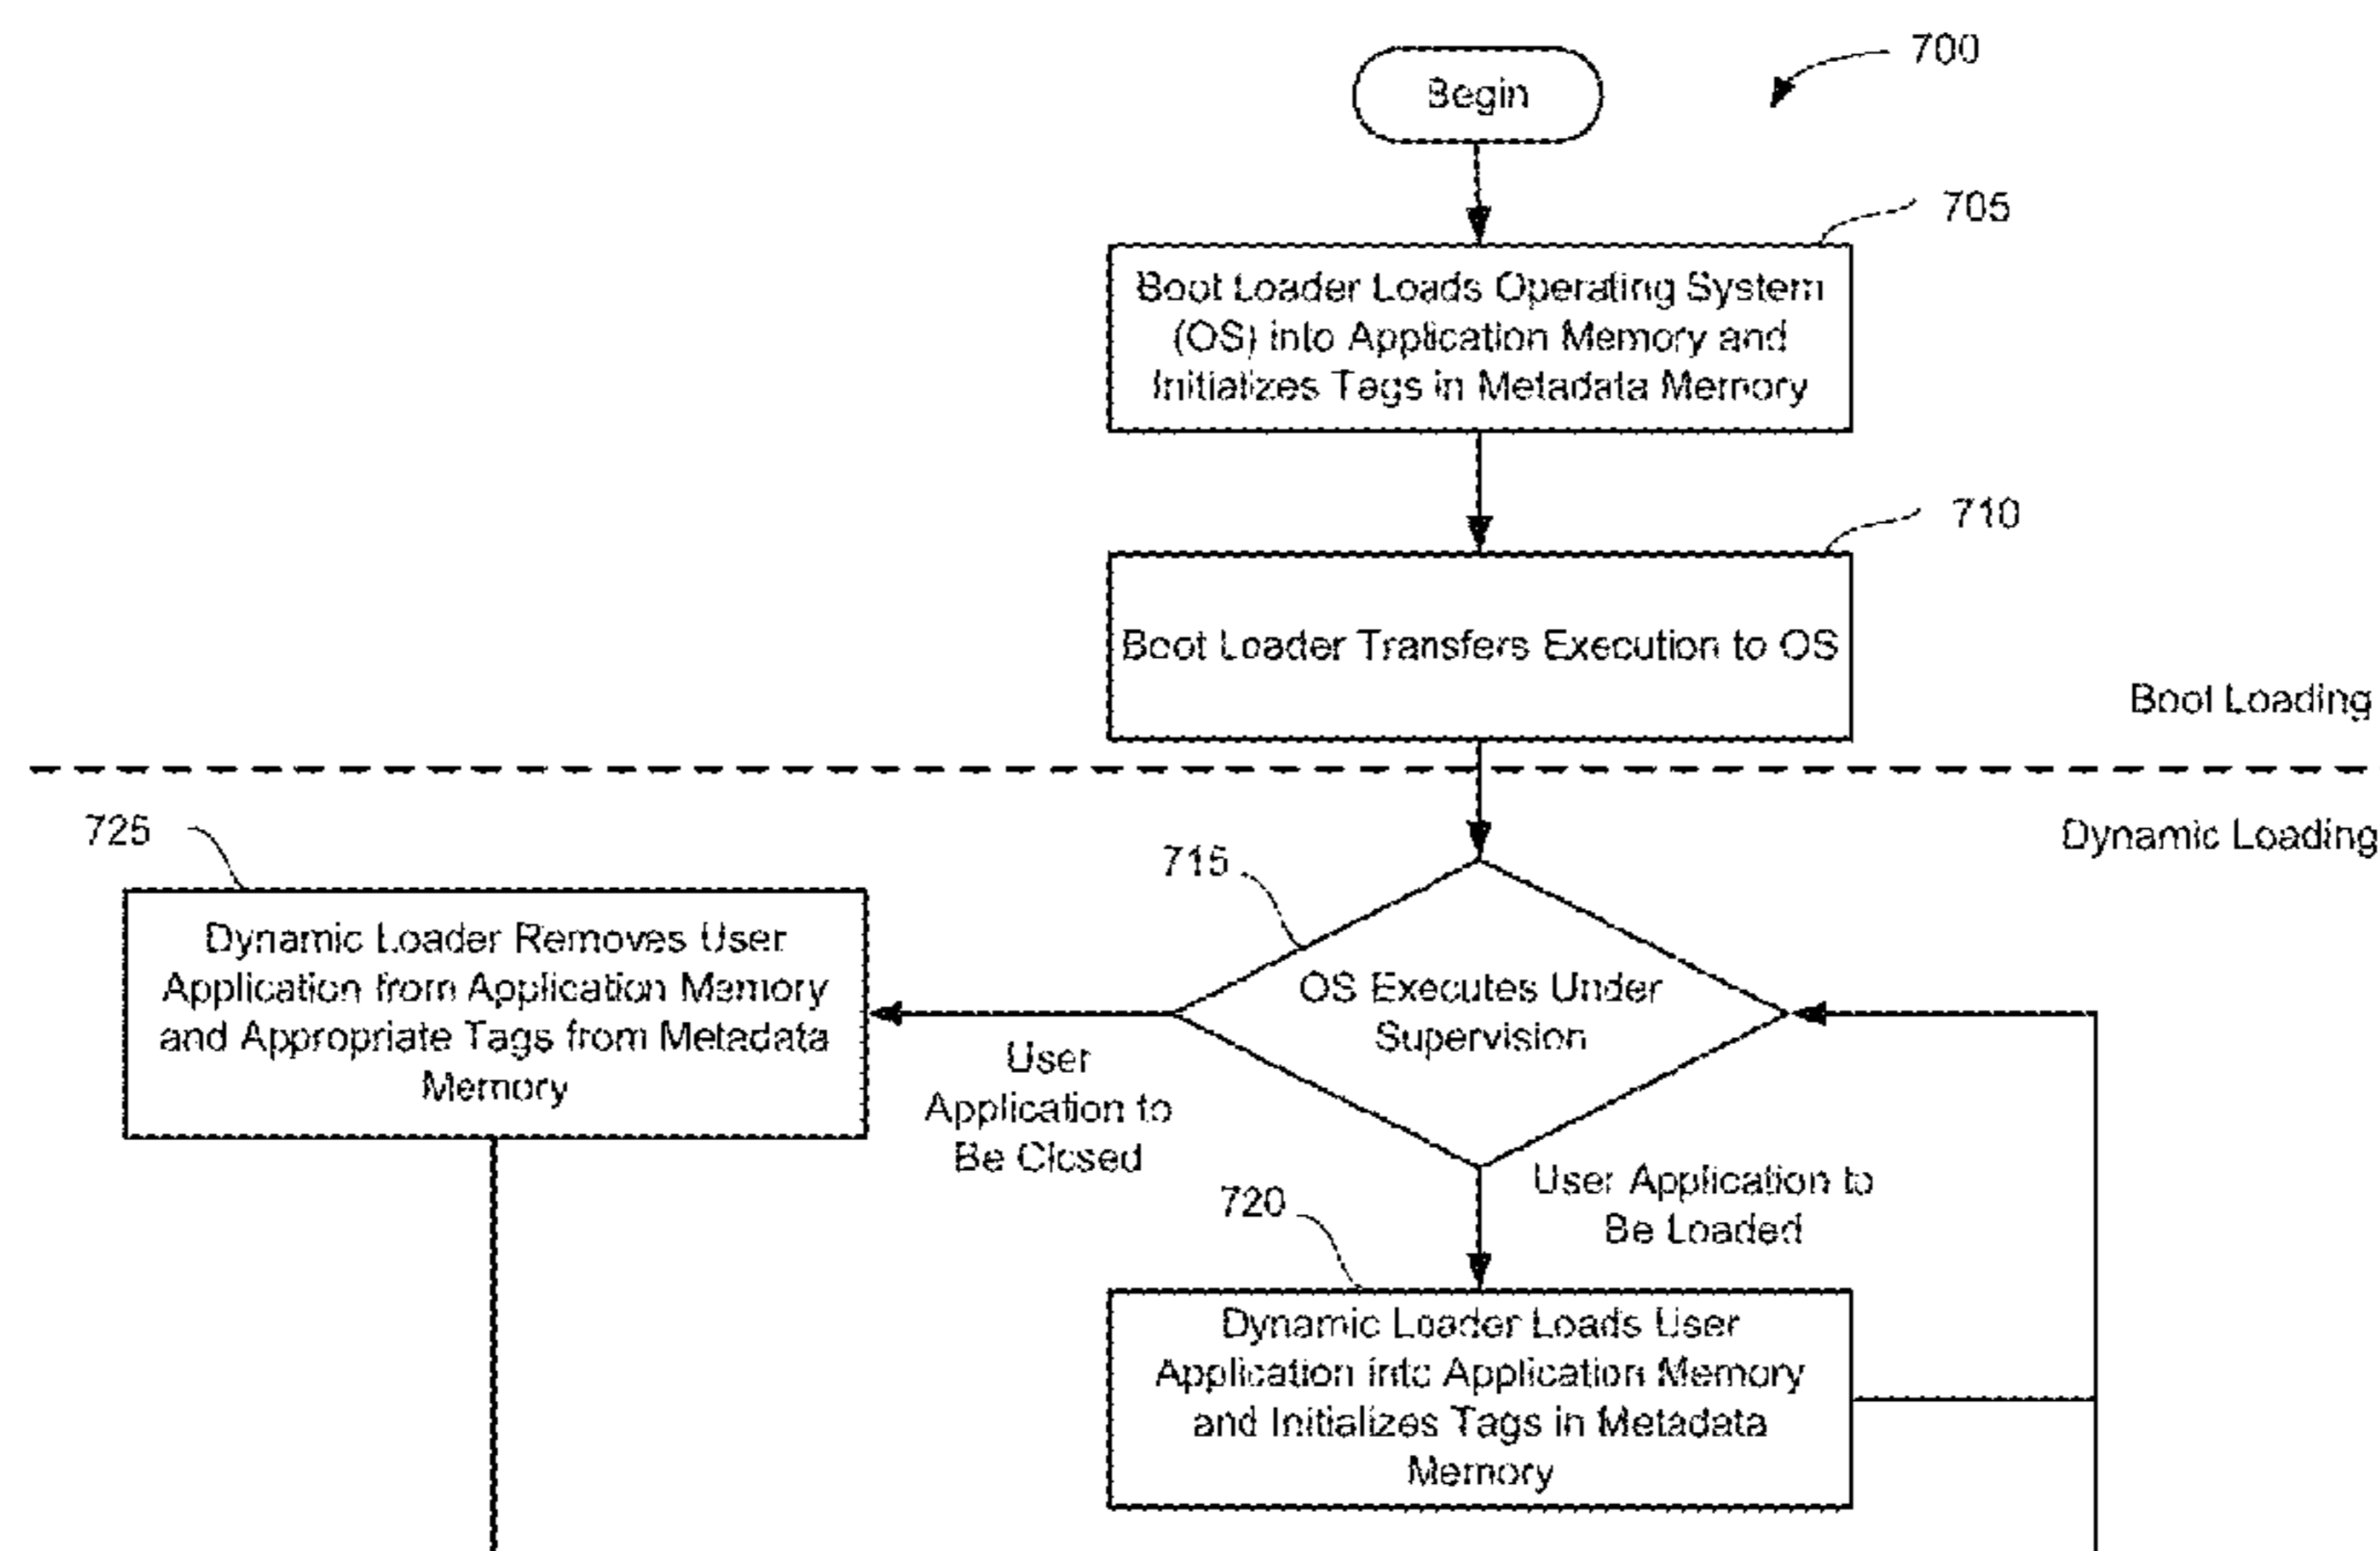 700
Begin
705
Boot Loader Loads Operating System
(OS) into Application Memory and
Initializes Tags in Metadata Memory
710
Boot Loader Transfers Execution to OS
Boot Loading
Dynamic Loading
725
Dynamic Loader Removes User
Application from Application Memory
and Appropriate Tags from Metadata
Memory
715
OS Executes Under
Supervision
User
Application to
Be Closed
User Application to
Be Loaded
720
Dynamic Loader Loads User
Application into Application Memory
and Initializes Tags in Metadata
Memory